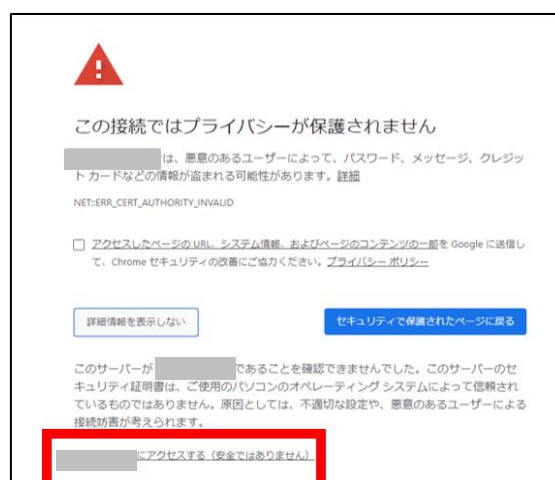 この接続ではプライバシーが保護されません
は、悪意のあるユーザーによって、パスワード、メッセージ、クレジッ
ト カードなどの情報が盗まれる可能性があります。詳細
NET::ERR_CERT_AUTHORITY_INVALID
アクセスしたページの URL、システム情報、およびページのコンテンツの一部を Google に送信し
て、Chrome セキュリティの改善にご協力ください。プライバシー ポリシー
詳細情報を表示しない
セキュリティで保護されたページに戻る
このサーバーが であることを確認できませんでした。このサーバーのセ
キュリティ証明書は、ご使用のパソコンのオペレーティング システムによって信頼され
ているものではありません。原因としては、不適切な設定や、悪意のあるユーザーによる
接続妨害が考えられます。
にアクセスする（安全ではありません）